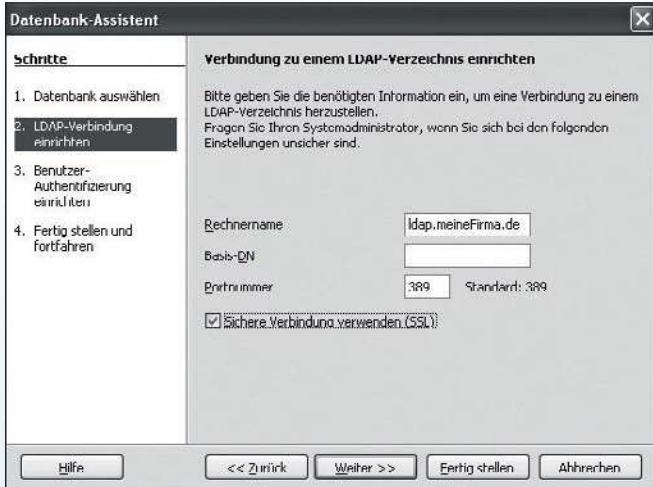 Datenbank-Assistent
Schritte
1. Datenbank auswählen
2. LDAP-Verbindung
einrichten
3. Benutzer-
Authentifizierung
einrichten
4. Fertig stellen und
fortfahren
Verbindung zu einem LDAP-Verzeichnis einrichten
Bitte geben Sie die benötigten Information ein, um eine Verbindung zu einem
LDAP-Verzeichnis herzustellen.
Fragen Sie Ihren Systemadministrator, wenn Sie sich bei den folgenden
Einstellungen unsicher sind.
Rechnername
ldap.meineFirma.de
Basis-DN
Portnummer
389
Standard: 389
Sichere Verbindung verwenden (SSL)
Hilfe
<< Zurück
Weiter >>
Fertig stellen
Abbrechen